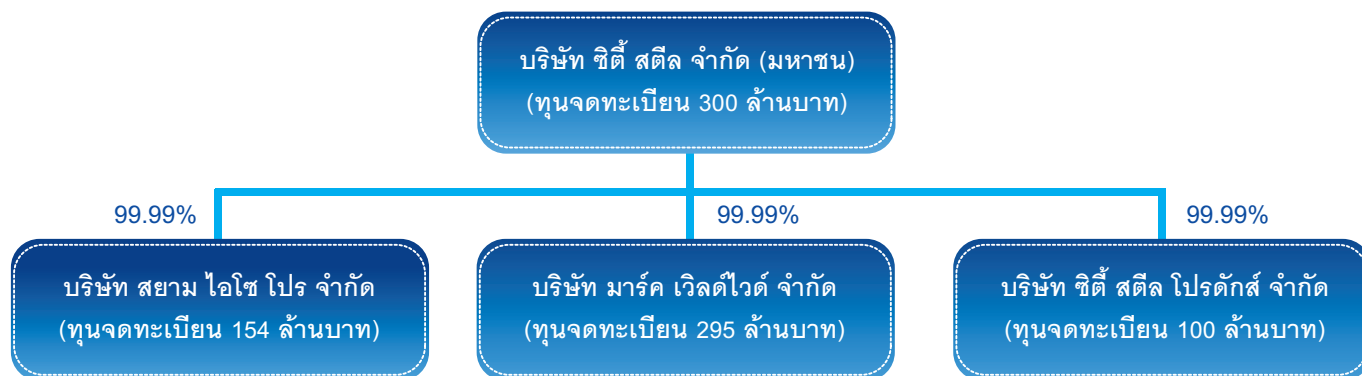 บริษัท ซิตี้ สตีล จำกัด (มหาชน)
(ทุนจดทะเบียน 300 ล้านบาท)
99.99%
99.99%
99.99%
บริษัท สยาม ไอโซ โปร จำกัด
(ทุนจดทะเบียน 154 ล้านบาท)
บริษัท มาร์ค เวิลด์ไวด์ จำกัด
(ทุนจดทะเบียน 295 ล้านบาท)
บริษัท ซิตี้ สตีล โปรดักส์ จำกัด
(ทุนจดทะเบียน 100 ล้านบาท)